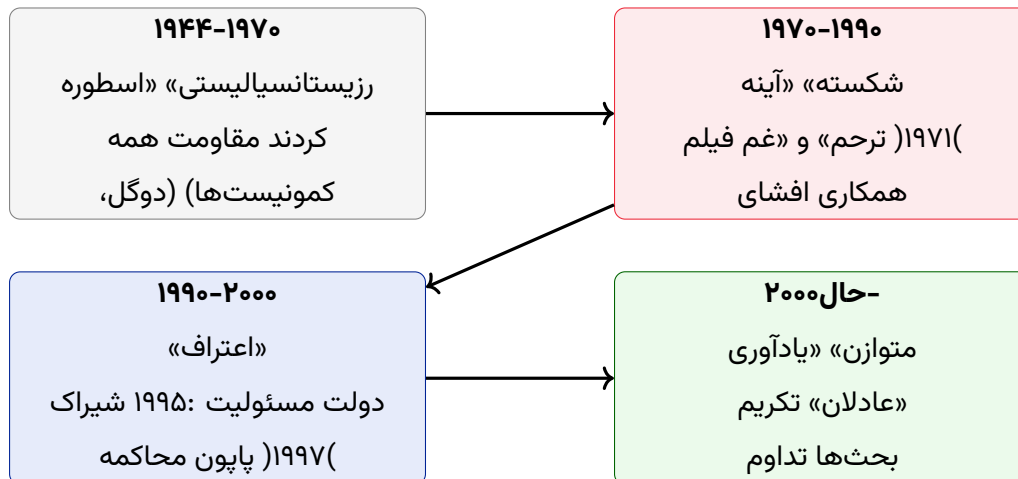 ۱۹۴۴–۱۹۷۰
رزیستانسیالیستی» «اسطوره
کردند مقاومت همه
کمونیست‌ها) (دوگل،
۱۹۷۰–۱۹۹۰
شکسته» «آینه
)۱۹۷۱( ترحم» و «غم فیلم
همکاری افشای
۱۹۹۰–۲۰۰۰
«اعتراف»
دولت مسئولیت :۱۹۹۵ شیراک
)۱۹۹۷( پاپون محاکمه
–حال۲۰۰۰
متوازن» «یادآوری
«عادلان» تکریم
بحث‌ها تداوم